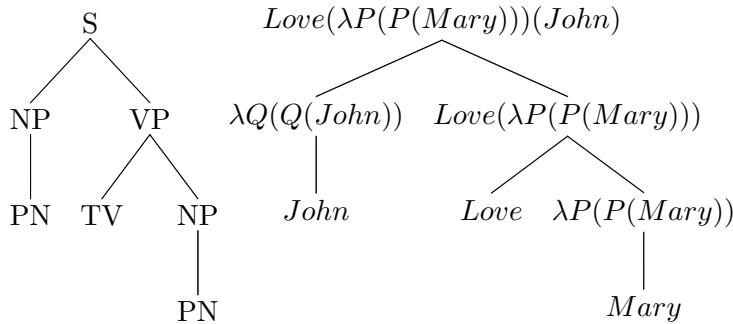 S Love(λP(P(Mary)))(John)
NP VP λQ(Q(John)) Love(λP(P(Mary)))
PN TV NP John Love λP(P(Mary))
PN Mary